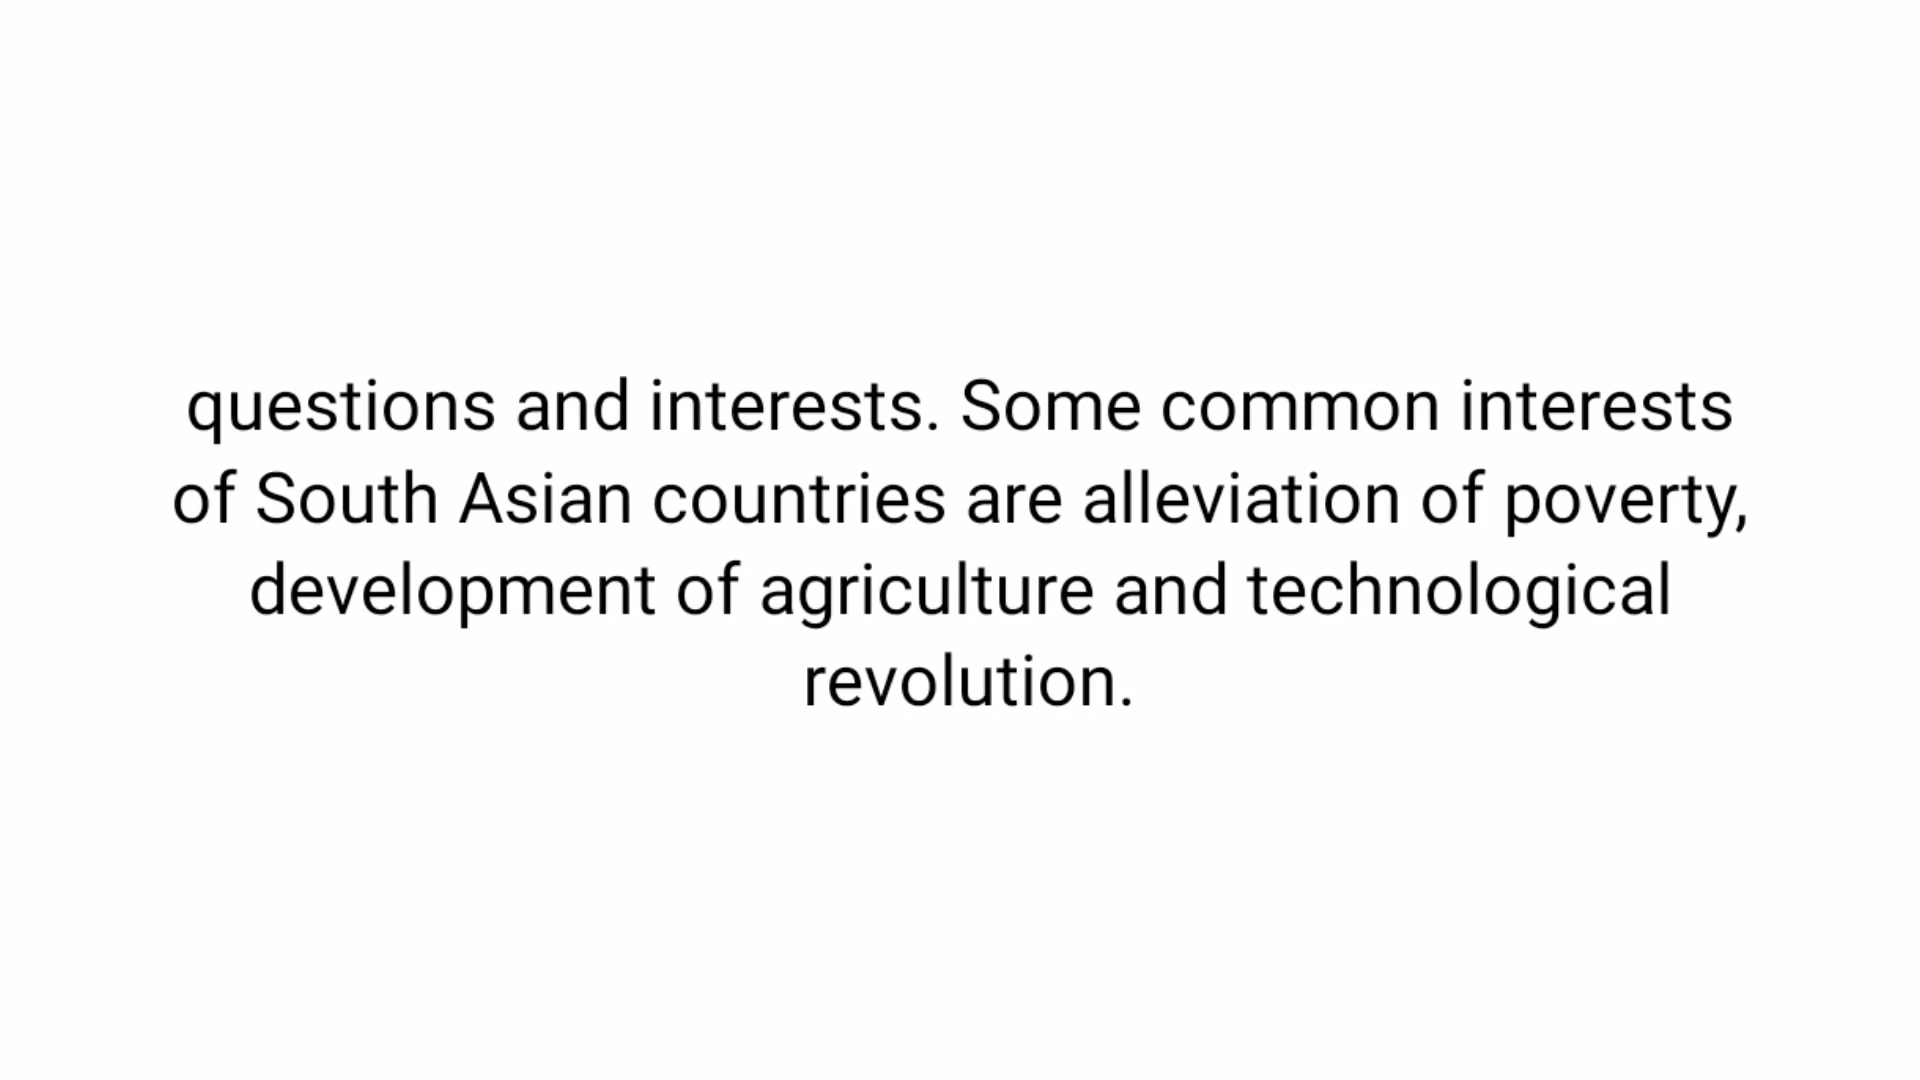 questions and interests. Some common interests
of South Asian countries are alleviation of poverty,
development of agriculture and technological
revolution.